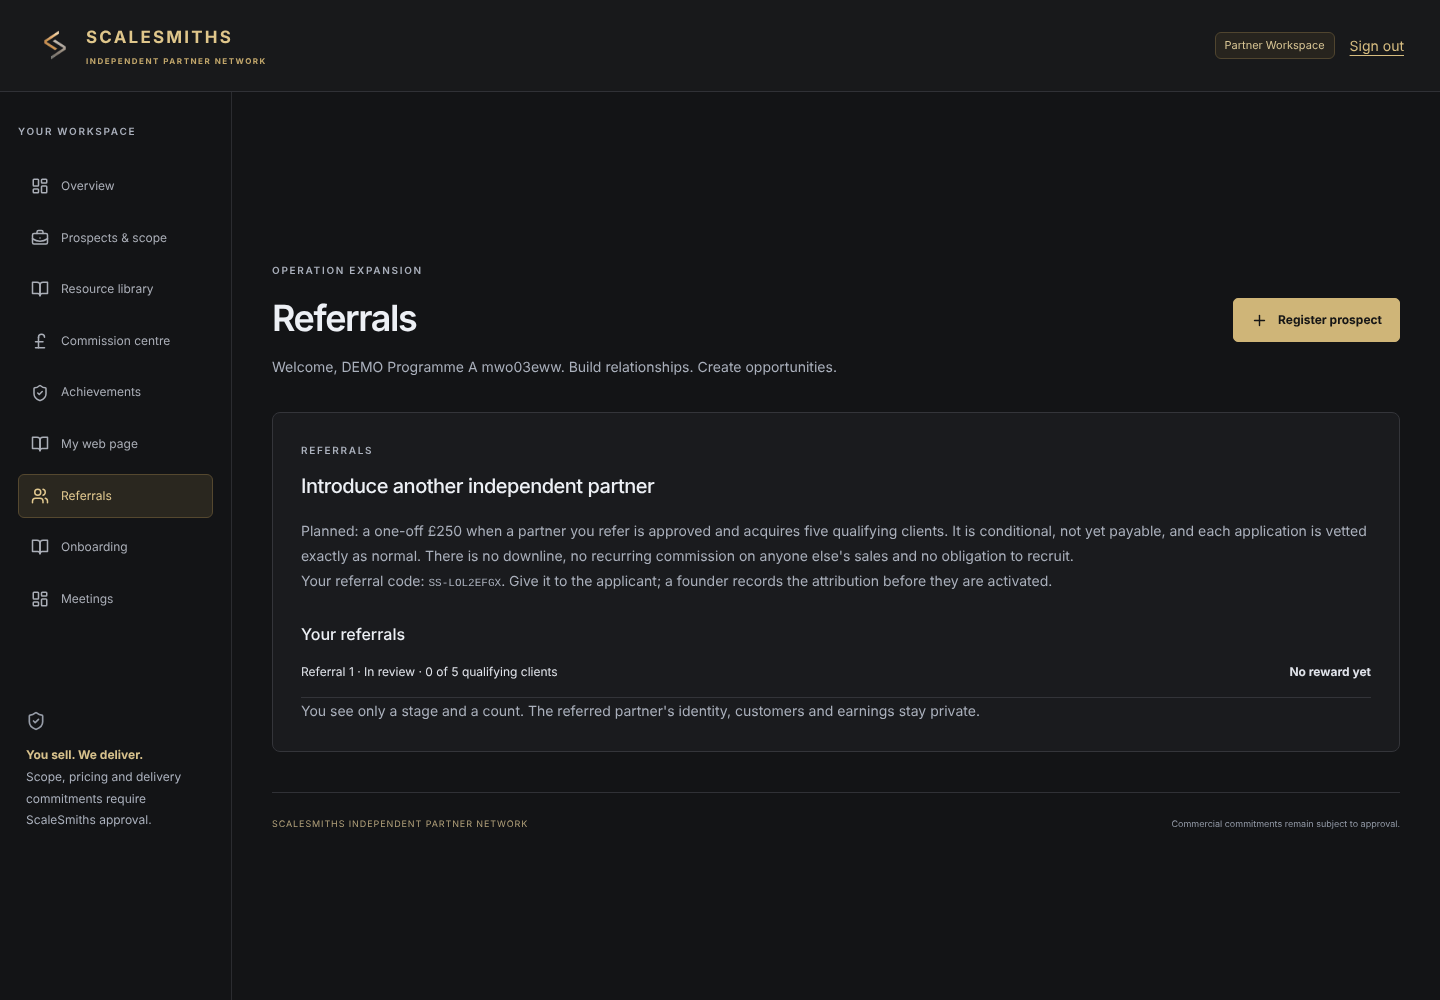 SCALESMITHS
INDEPENDENT PARTNER NETWORK
Partner Workspace
Sign out
YOUR WORKSPACE
Overview
Prospects & scope
Resource library
Commission centre
Achievements
My web page
Referrals
Onboarding
Meetings
You sell. We deliver.
Scope, pricing and delivery
commitments require
ScaleSmiths approval.
OPERATION EXPANSION
Referrals
Register prospect
Welcome, DEMO Programme A mwo03eww. Build relationships. Create opportunities.
REFERRALS
Introduce another independent partner
Planned: a one-off £250 when a partner you refer is approved and acquires five qualifying clients. It is conditional, not yet payable, and each application is vetted
exactly as normal. There is no downline, no recurring commission on anyone else's sales and no obligation to recruit.
Your referral code: SS-LOL2EFGX. Give it to the applicant; a founder records the attribution before they are activated.
Your referrals
Referral 1 · In review · 0 of 5 qualifying clients
No reward yet
You see only a stage and a count. The referred partner's identity, customers and earnings stay private.
SCALESMITHS INDEPENDENT PARTNER NETWORK
Commercial commitments remain subject to approval.